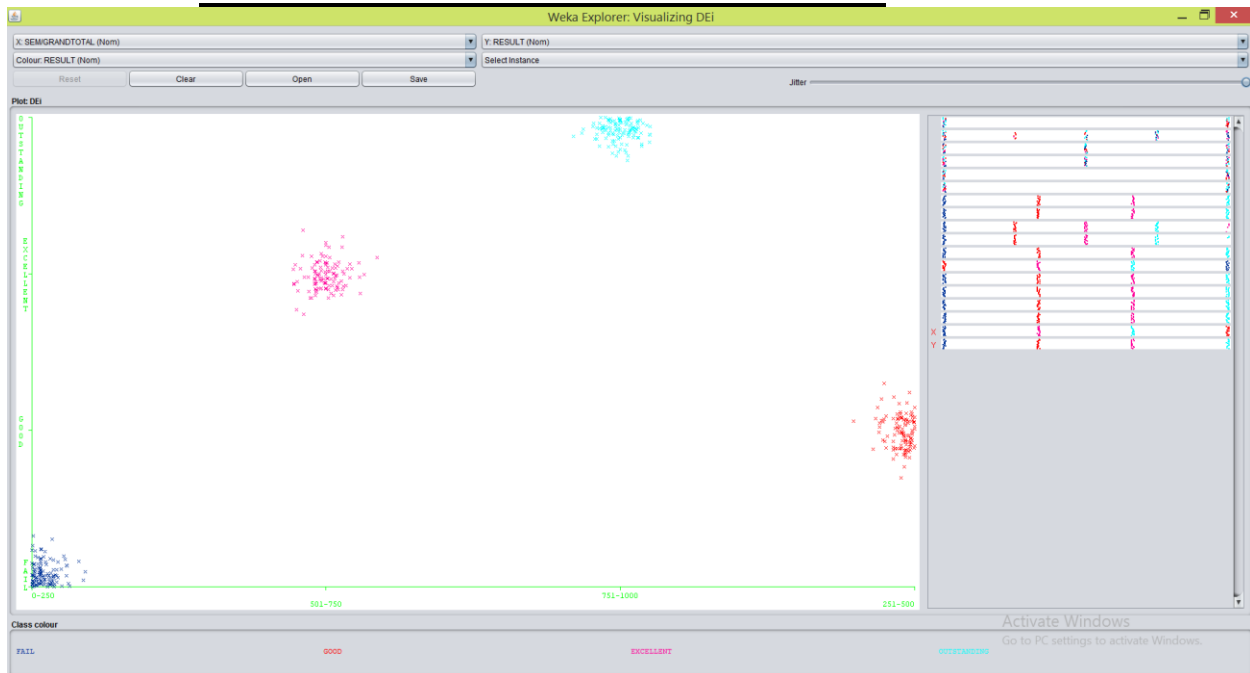 Weka Explorer: Visualizing DEi
X: SEM/GRANDTOTAL (Nom)
Y: RESULT (Nom)
Colour: RESULT (Nom)
Select Instance
Reset
Clear
Open
Save
Jitter
Plot: DEi
OUTSTANDING
EXCELLENT
GOOD
FAIL
0-250
501-750
751-1000
251-500
X
Y
Class colour
FAIL
GOOD
EXCELLENT
OUTSTANDING
Activate Windows
Go to PC settings to activate Windows.